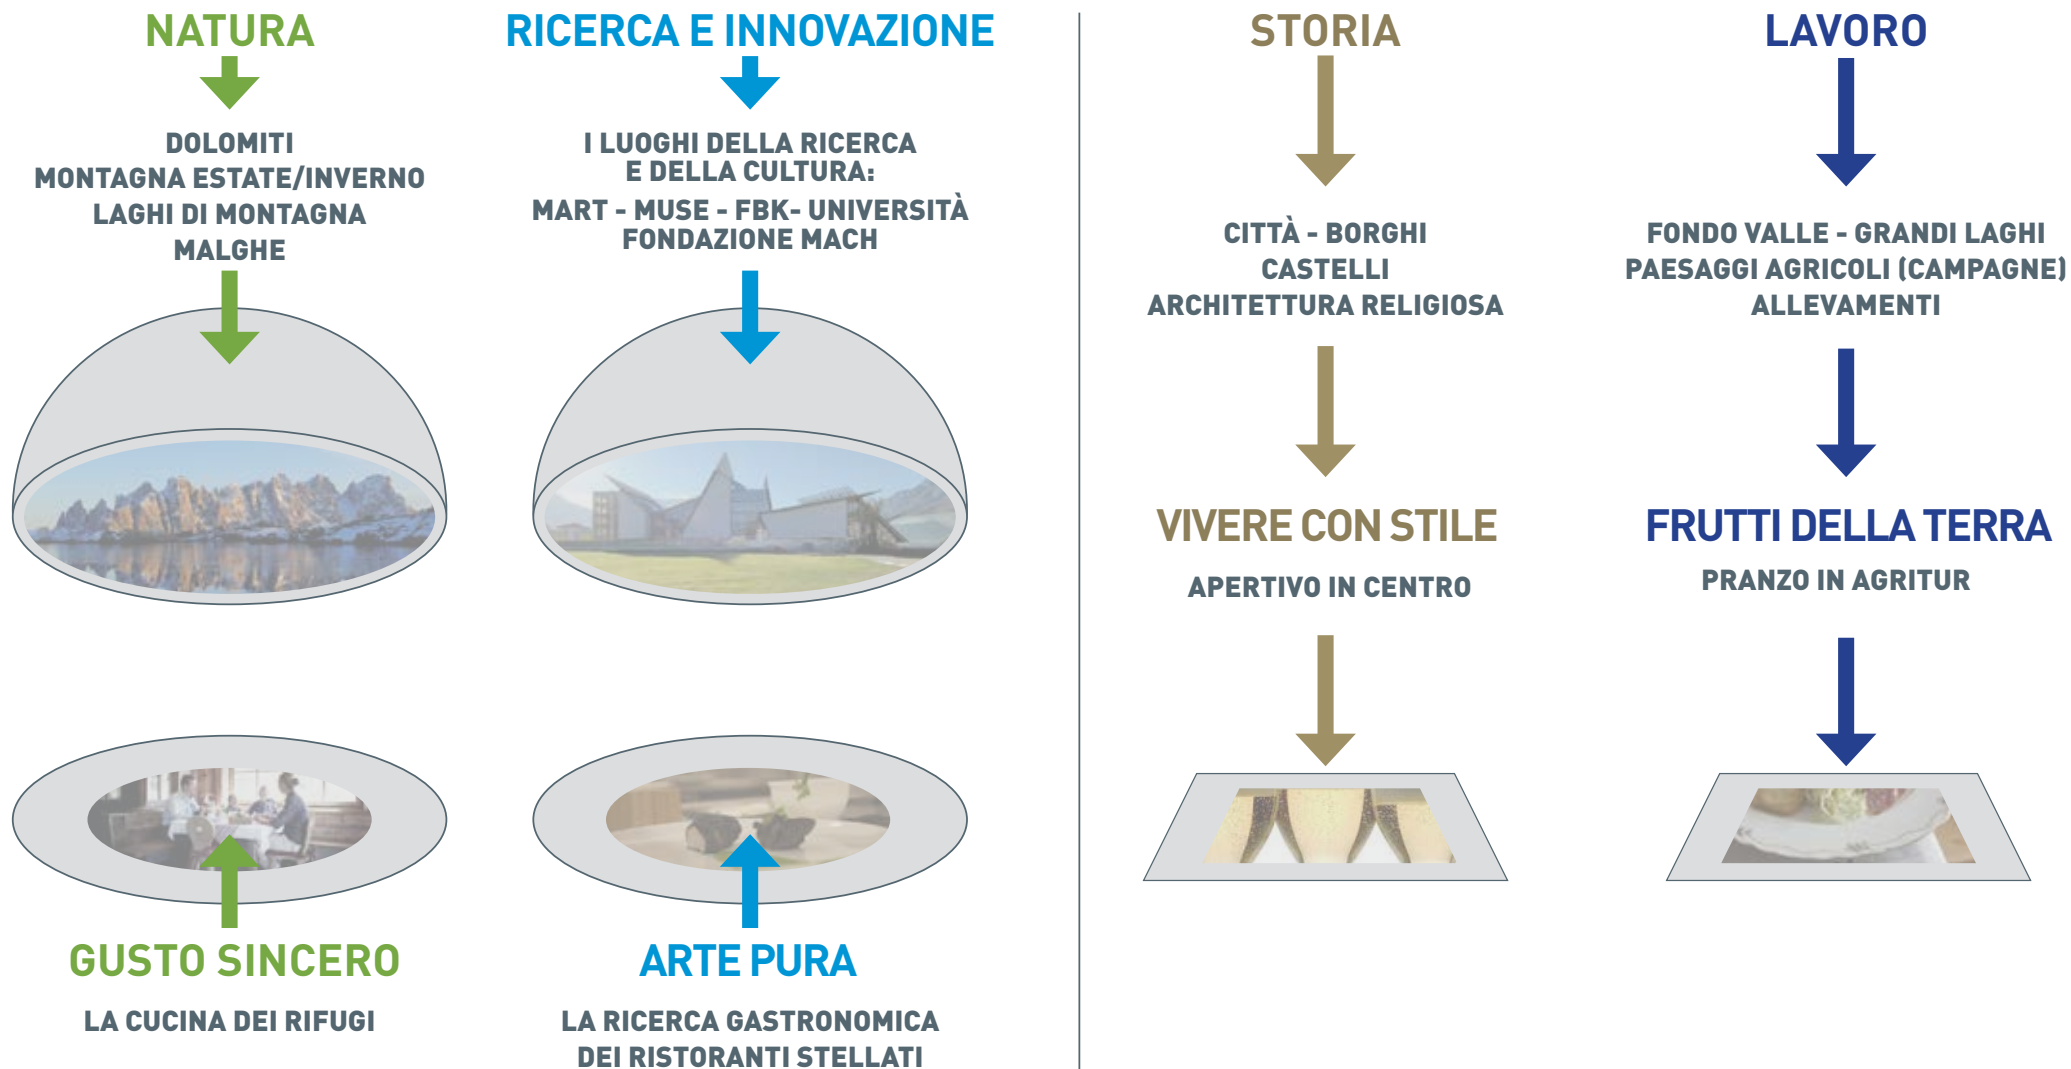 NATURA
DOLOMITI
MONTAGNA ESTATE/INVERNO
LAGHI DI MONTAGNA
MALGHE
GUSTO SINCERO
LA CUCINA DEI RIFUGI
RICERCA E INNOVAZIONE
I LUOGHI DELLA RICERCA
E DELLA CULTURA:
MART - MUSE - FBK- UNIVERSITÀ
FONDAZIONE MACH
ARTE PURA
LA RICERCA GASTRONOMICA
DEI RISTORANTI STELLATI
STORIA
CITTÀ - BORGHI
CASTELLI
ARCHITETTURA RELIGIOSA
VIVERE CON STILE
APERTIVO IN CENTRO
LAVORO
FONDO VALLE - GRANDI LAGHI
PAESAGGI AGRICOLI (CAMPAGNE)
ALLEVAMENTI
FRUTTI DELLA TERRA
PRANZO IN AGRITUR